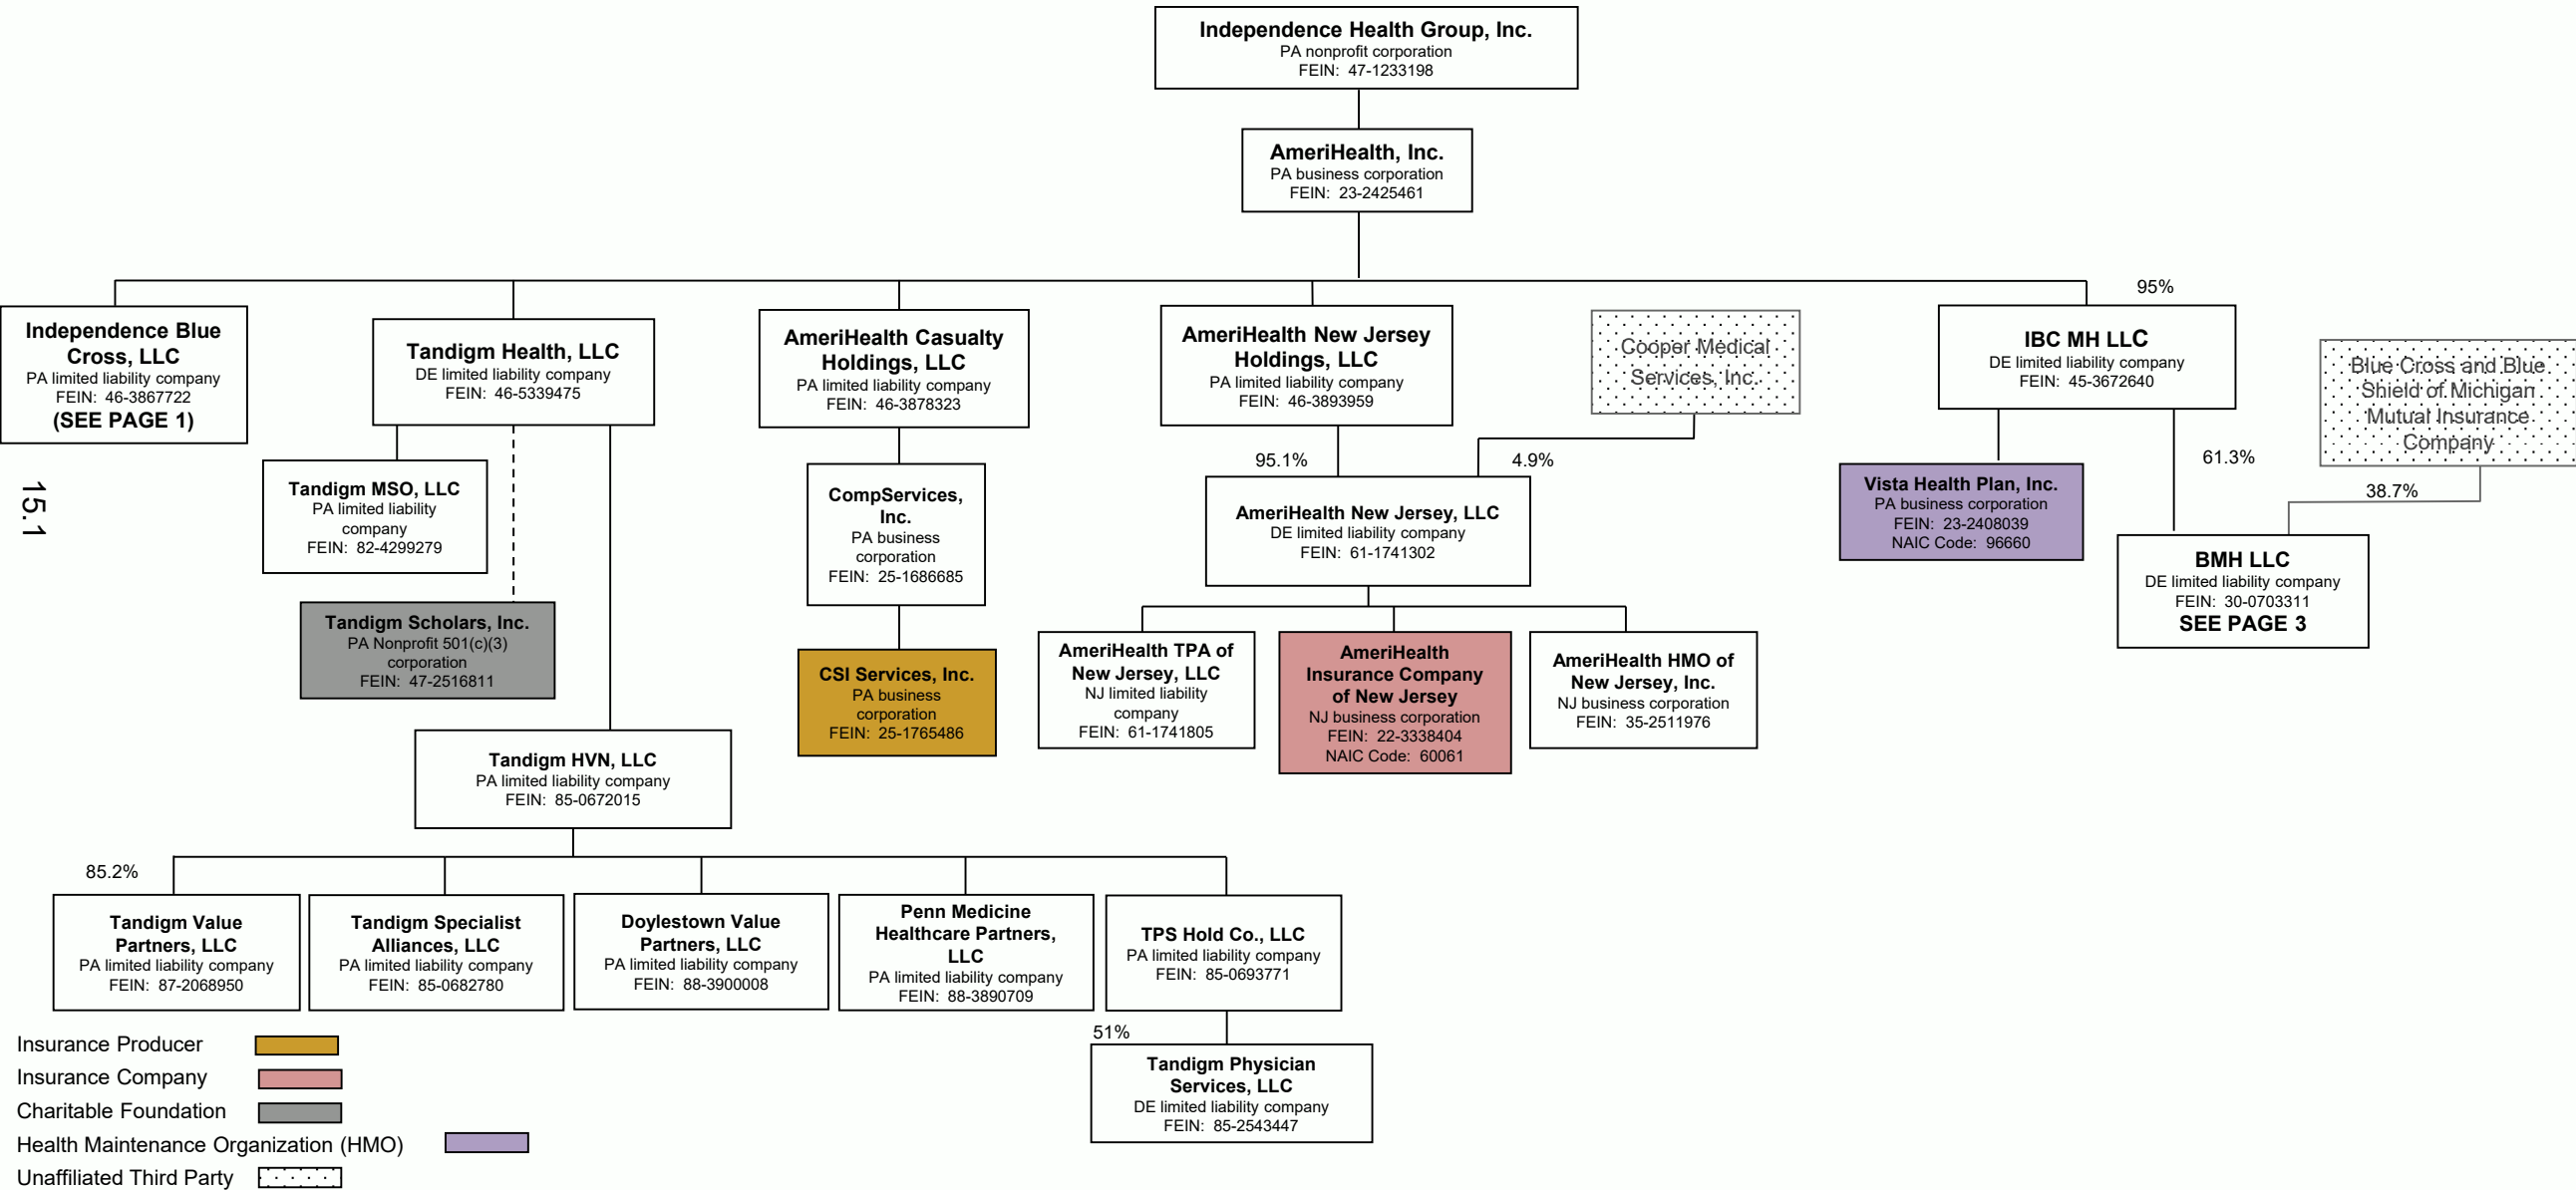 Independence Health Group, Inc.
PA nonprofit corporation
FEIN: 47-1233198
AmeriHealth, Inc.
PA business corporation
FEIN: 23-2425461
95%
Independence Blue
Cross, LLC
PA limited liability company
FEIN: 46-3867722
(SEE PAGE 1)
Tandigm Health, LLC
DE limited liability company
FEIN: 46-5339475
AmeriHealth Casualty
Holdings, LLC
PA limited liability company
FEIN: 46-3878323
AmeriHealth New Jersey
Holdings, LLC
PA limited liability company
FEIN: 46-3893959
Cooper Medical
Services, Inc.
IBC MH LLC
DE limited liability company
FEIN: 45-3672640
Blue Cross and Blue
Shield of Michigan
Mutual Insurance
Company
15.1
Tandigm MSO, LLC
PA limited liability
company
FEIN: 82-4299279
CompServices,
Inc.
PA business
corporation
FEIN: 25-1686685
95.1%
4.9%
AmeriHealth New Jersey, LLC
DE limited liability company
FEIN: 61-1741302
Vista Health Plan, Inc.
PA business corporation
FEIN: 23-2408039
NAIC Code: 96660
61.3%
38.7%
BMH LLC
DE limited liability company
FEIN: 30-0703311
SEE PAGE 3
Tandigm Scholars, Inc.
PA Nonprofit 501(c)(3)
corporation
FEIN: 47-2516811
CSI Services, Inc.
PA business
corporation
FEIN: 25-1765486
AmeriHealth TPA of
New Jersey, LLC
NJ limited liability
company
FEIN: 61-1741805
AmeriHealth
Insurance Company
of New Jersey
NJ business corporation
FEIN: 22-3338404
NAIC Code: 60061
AmeriHealth HMO of
New Jersey, Inc.
NJ business corporation
FEIN: 35-2511976
Tandigm HVN, LLC
PA limited liability company
FEIN: 85-0672015
85.2%
Tandigm Value
Partners, LLC
PA limited liability company
FEIN: 87-2068950
Tandigm Specialist
Alliances, LLC
PA limited liability company
FEIN: 85-0682780
Doylestown Value
Partners, LLC
PA limited liability company
FEIN: 88-3900008
Penn Medicine
Healthcare Partners,
LLC
PA limited liability company
FEIN: 88-3890709
TPS Hold Co., LLC
PA limited liability company
FEIN: 85-0693771
51%
Tandigm Physician
Services, LLC
DE limited liability company
FEIN: 85-2543447
Insurance Producer
Insurance Company
Charitable Foundation
Health Maintenance Organization (HMO)
Unaffiliated Third Party